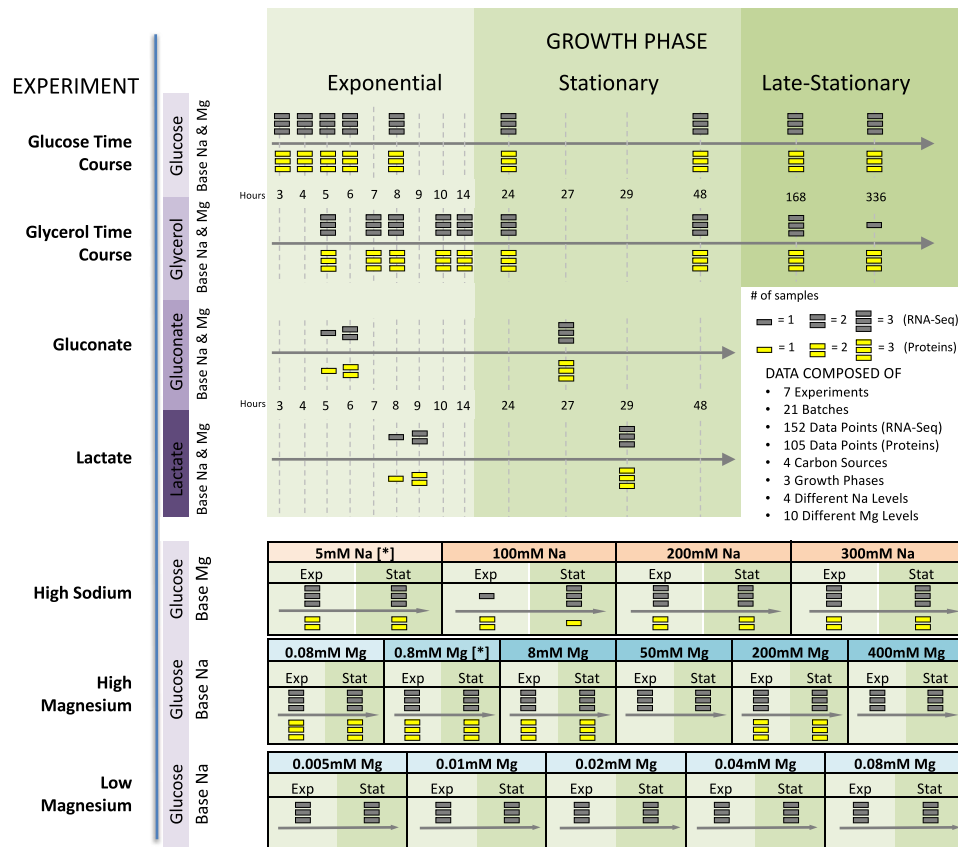 GROWTH PHASE
EXPERIMENT
Exponential Stationary Late-Stationary
Glucose Time
Course
Glucose
Base Na & Mg
Hours 3 4 5 6 7 8 9 10 14 24 27 29 48 168 336
Glycerol Time
Course
Glycerol
Base Na & Mg
# of samples
= 1 = 2 = 3 (RNA-Seq)
= 1 = 2 = 3 (Proteins)
Gluconate
Gluconate
Base Na & Mg
DATA COMPOSED OF
• 7 Experiments
• 21 Batches
• 152 Data Points (RNA-Seq)
• 105 Data Points (Proteins)
• 4 Carbon Sources
• 3 Growth Phases
• 4 Different Na Levels
• 10 Different Mg Levels
Hours 3 4 5 6 7 8 9 10 14 24 27 29 48
Lactate
Lactate
Base Na & Mg
High Sodium
Glucose
Base Mg
5mM Na [*] 100mM Na 200mM Na 300mM Na
Exp Stat Exp Stat Exp Stat Exp Stat
High
Magnesium
Glucose
Base Na
0.08mM Mg 0.8mM Mg [*] 8mM Mg 50mM Mg 200mM Mg 400mM Mg
Exp Stat Exp Stat Exp Stat Exp Stat Exp Stat Exp Stat
Low
Magnesium
Glucose
Base Na
0.005mM Mg 0.01mM Mg 0.02mM Mg 0.04mM Mg 0.08mM Mg
Exp Stat Exp Stat Exp Stat Exp Stat Exp Stat